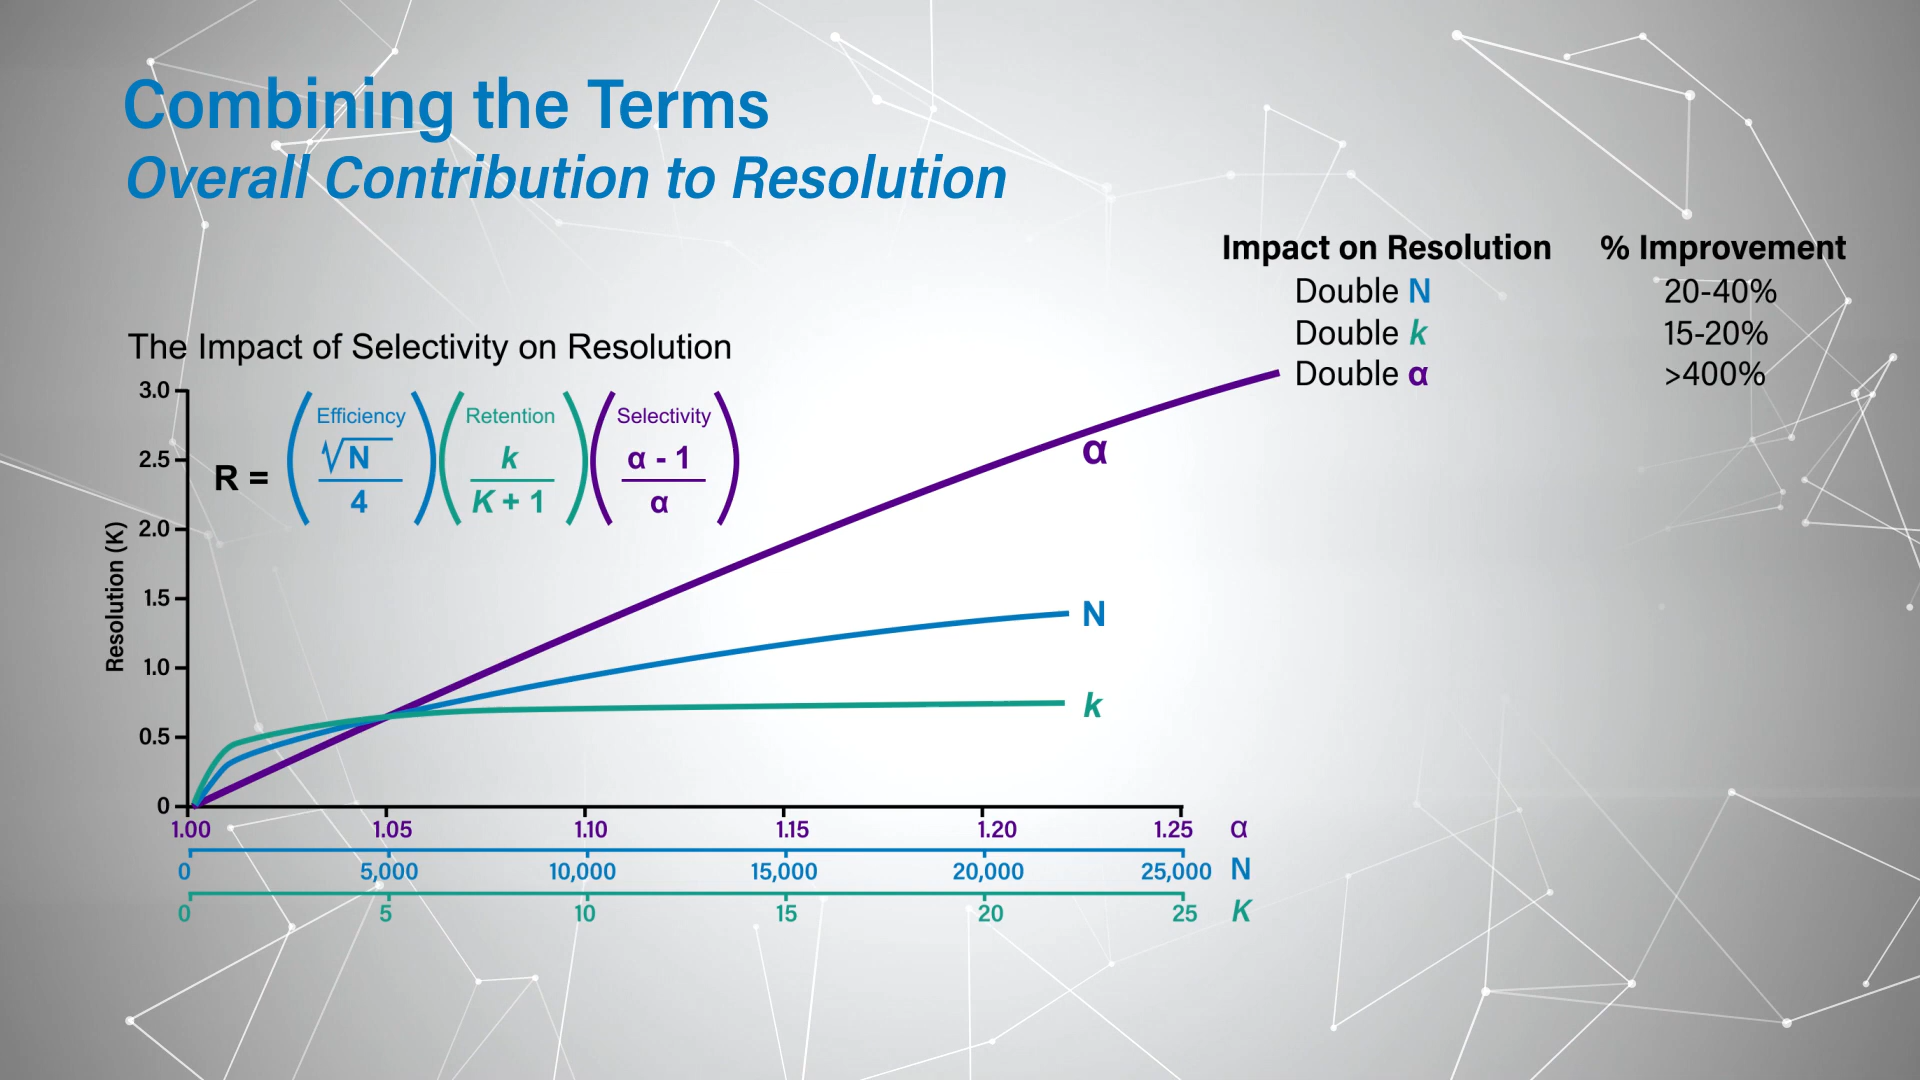 Combining the Terms
Overall Contribution to Resolution
Impact on Resolution % Improvement
Double N 20-40%
Double k 15-20%
Double α >400%
The Impact of Selectivity on Resolution
R = (Efficiency √N / 4) (Retention k / K + 1) (Selectivity α - 1 / α)
Resolution (K)
3.0
2.5
2.0
1.5
1.0
0.5
0
α
N
k
1.00 1.05 1.10 1.15 1.20 1.25 α
0 5,000 10,000 15,000 20,000 25,000 N
0 5 10 15 20 25 K